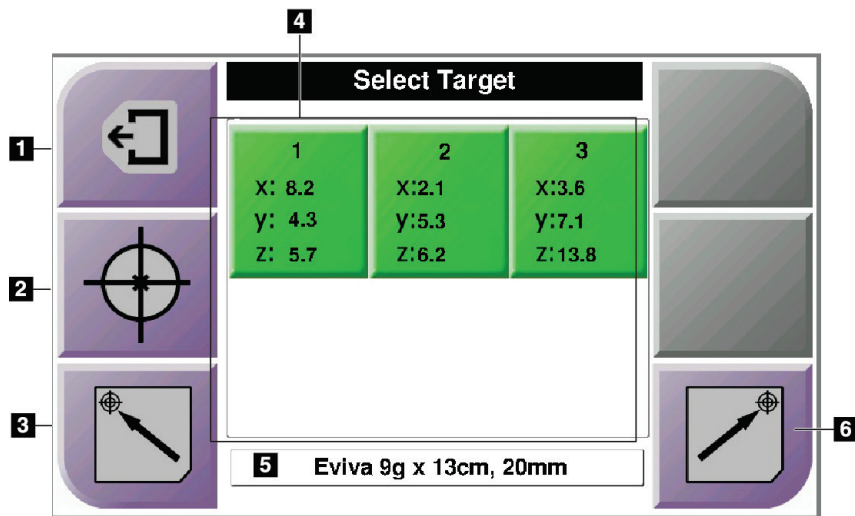 4
Select Target
1
1 2 3
x: 8.2 x:2.1 x:3.6
y: 4.3 y:5.3 y:7.1
z: 5.7 z:6.2 z:13.8
2
3
6
5 Eviva 9g x 13cm, 20mm